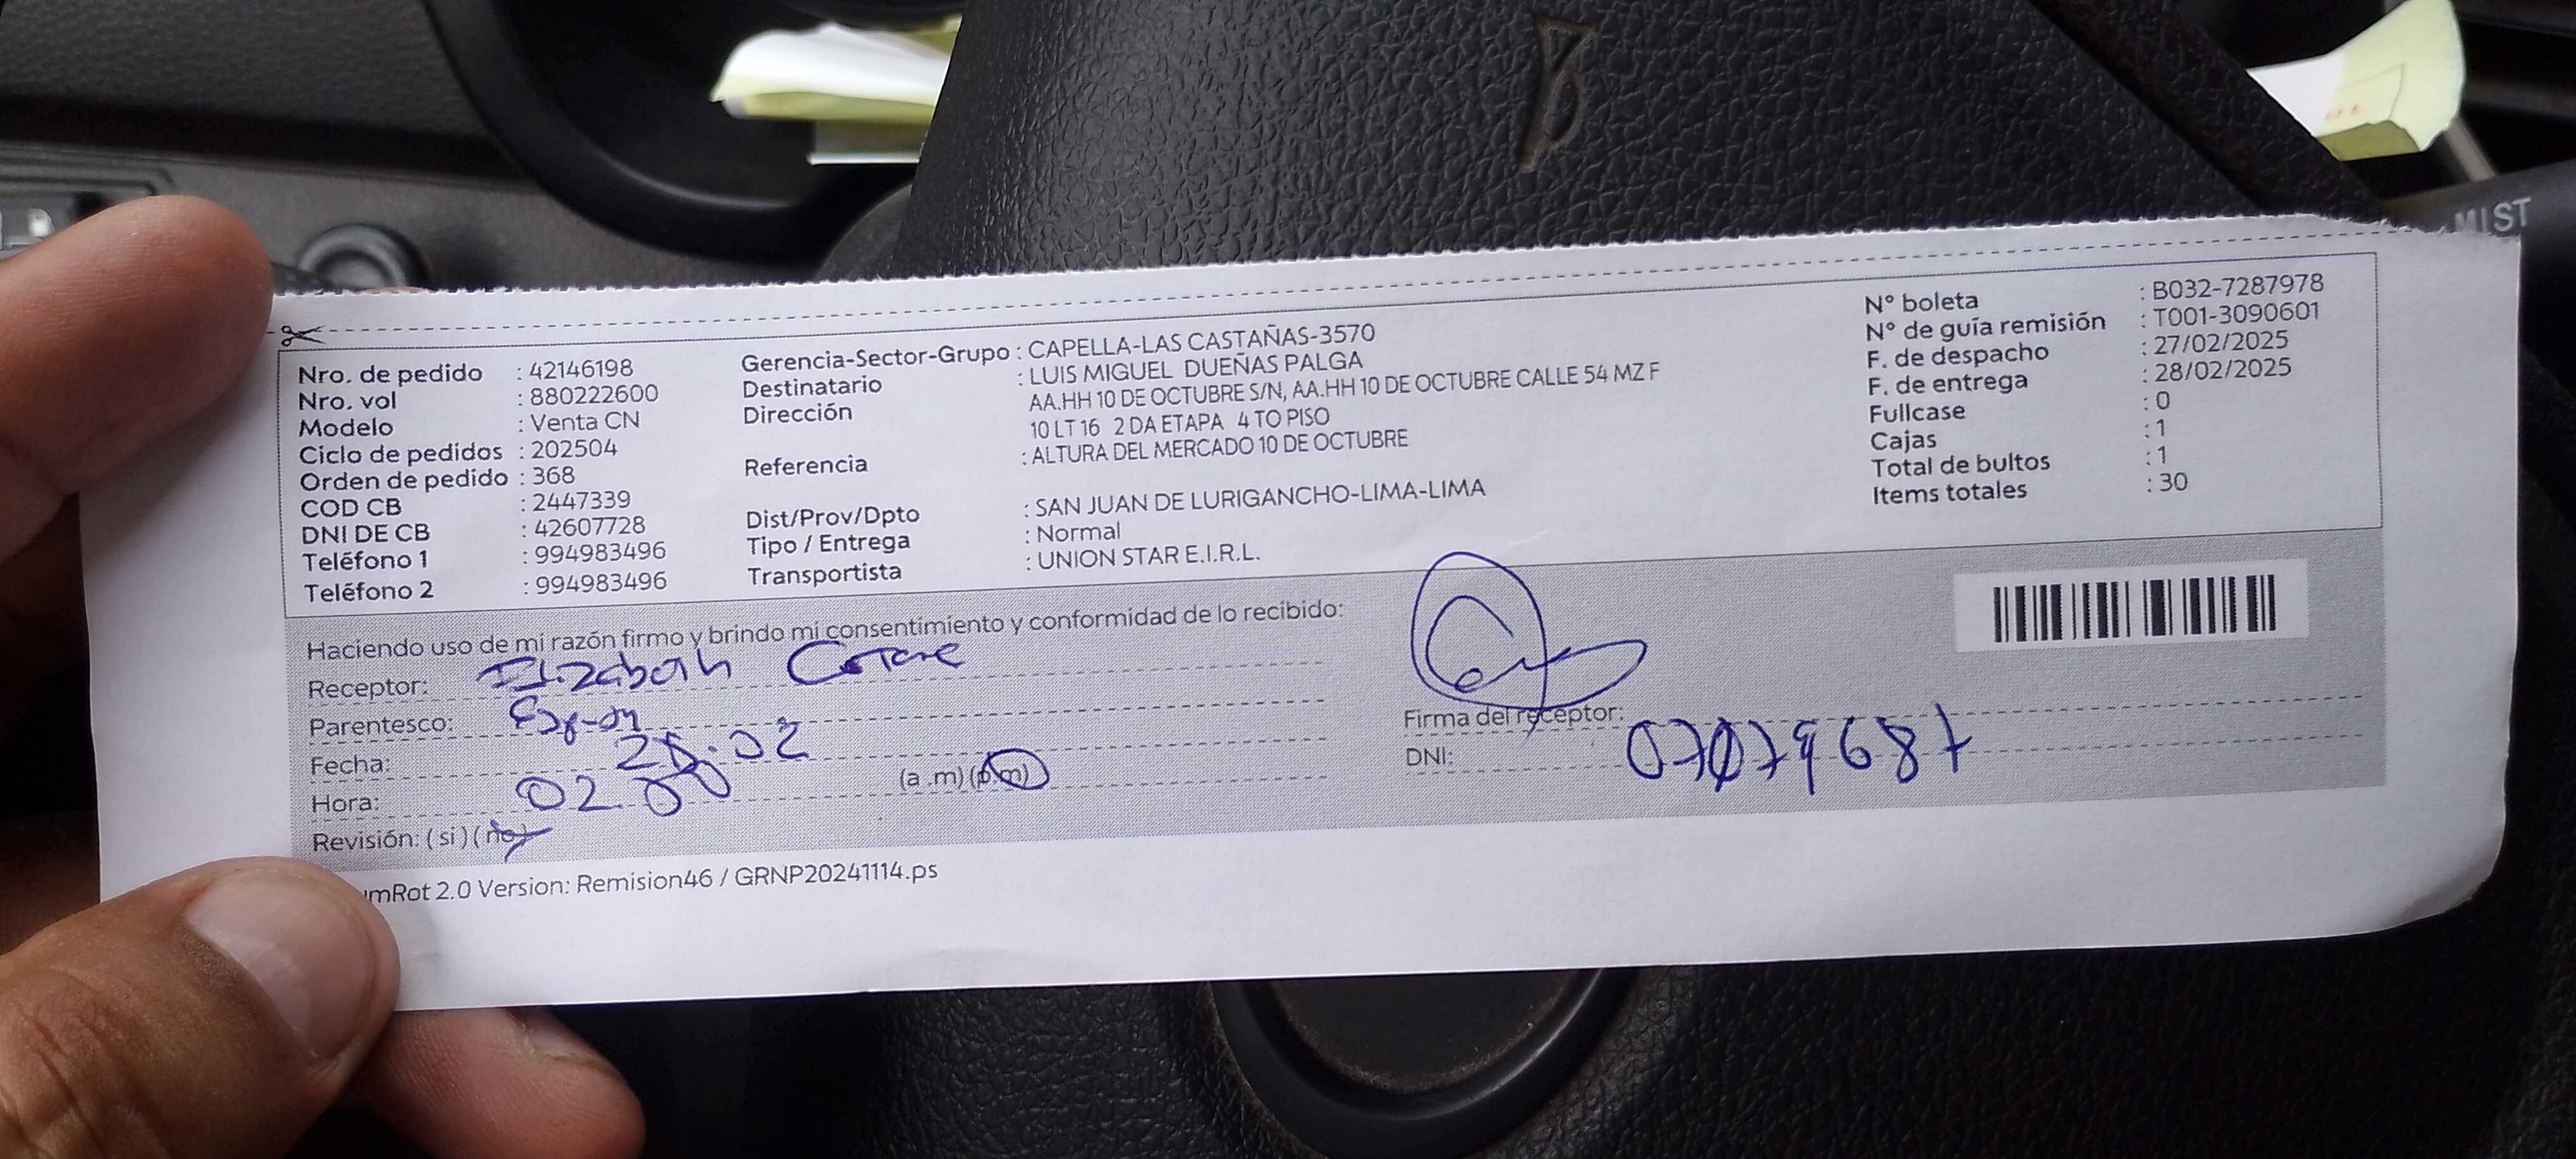 MIST
Nro. de pedido : 42146198
Nro. vol : 880222600
Modelo : Venta CN
Ciclo de pedidos : 202504
Orden de pedido : 368
COD CB : 2447339
DNI DE CB : 42607728
Teléfono 1 : 994983496
Teléfono 2 : 994983496
Gerencia-Sector-Grupo : CAPELLA-LAS CASTAÑAS-3570
Destinatario : LUIS MIGUEL DUEÑAS PALGA
Dirección AA.HH 10 DE OCTUBRE S/N, AA.HH 10 DE OCTUBRE CALLE 54 MZ F
10 LT 16 2 DA ETAPA 4 TO PISO
Referencia : ALTURA DEL MERCADO 10 DE OCTUBRE
Dist/Prov/Dpto : SAN JUAN DE LURIGANCHO-LIMA-LIMA
Tipo / Entrega : Normal
Transportista : UNION STAR E.I.R.L.
N° boleta : B032-7287978
N° de guía remisión : T001-3090601
F. de despacho : 27/02/2025
F. de entrega : 28/02/2025
Fullcase : 0
Cajas : 1
Total de bultos : 1
Items totales : 30
Haciendo uso de mi razón firmo y brindo mi consentimiento y conformidad de lo recibido:
Receptor:
Parentesco:
Fecha:
Hora: 02 00 (a.m) (p.m)
Revisión: (si) (no)
Firma del receptor:
DNI: 07079687
mRot 2.0 Version: Remision46 / GRNP20241114.ps